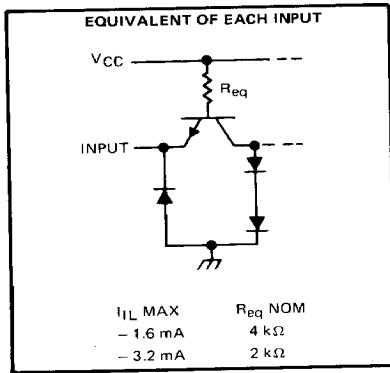 EQUIVALENT OF EACH INPUT
VCC
Req
INPUT
IIL MAX Req NOM
– 1.6 mA 4 kΩ
– 3.2 mA 2 kΩ